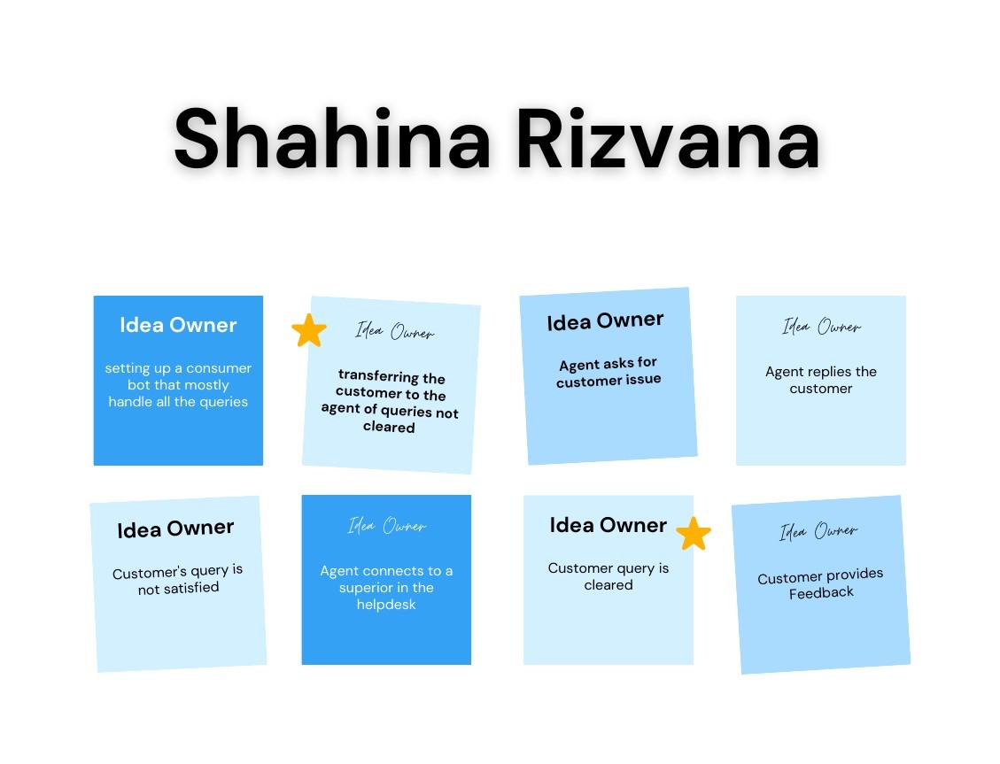 Shahina Rizvana
Idea Owner
setting up a consumer
bot that mostly
handle all the queries
Idea Owner
transferring the
customer to the
agent of queries not
cleared
Idea Owner
Agent asks for
customer issue
Idea Owner
Agent replies the
customer
Idea Owner
Customer's query is
not satisfied
Idea Owner
Agent connects to a
superior in the
helpdesk
Idea Owner
Customer query is
cleared
Idea Owner
Customer provides
Feedback